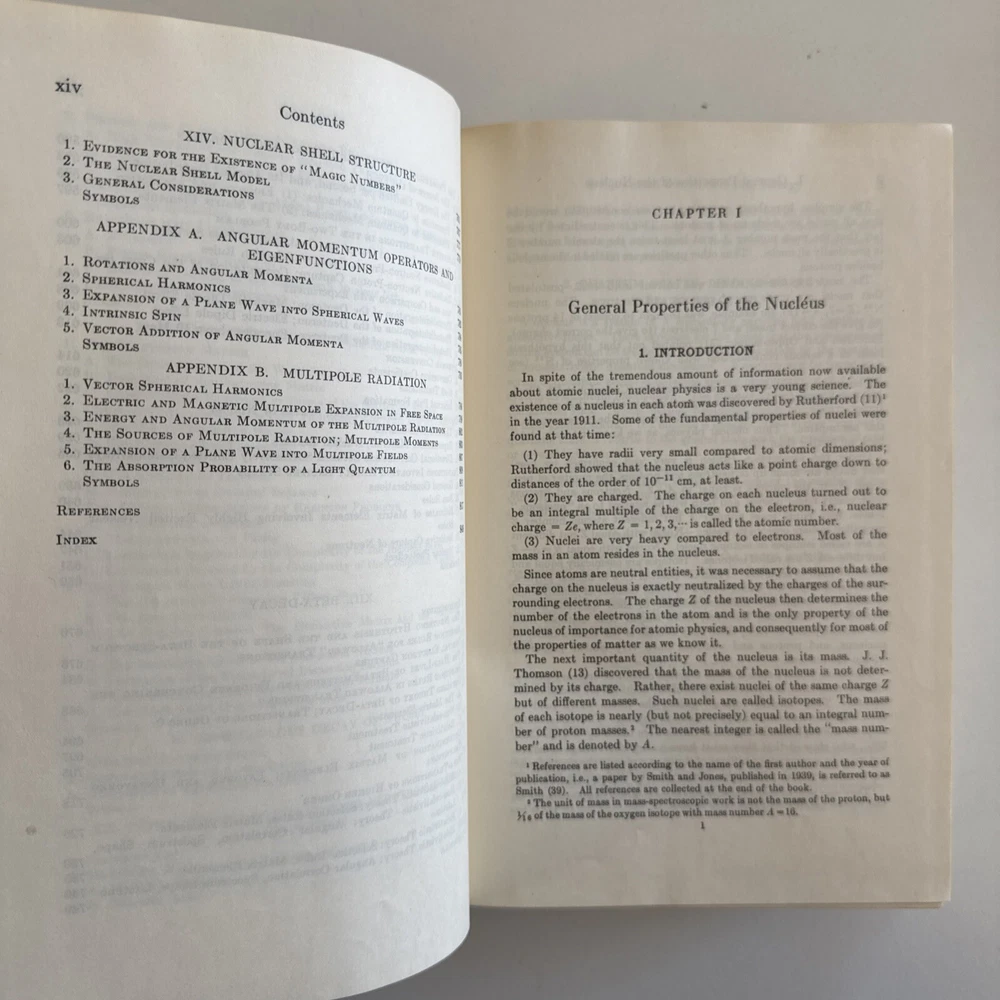 xiv
Contents
XIV. NUCLEAR SHELL STRUCTURE
1. EVIDENCE FOR THE EXISTENCE OF "MAGIC NUMBERS"
2. THE NUCLEAR SHELL MODEL
3. GENERAL CONSIDERATIONS
SYMBOLS
APPENDIX A. ANGULAR MOMENTUM OPERATORS AND
EIGENFUNCTIONS
1. ROTATIONS AND ANGULAR MOMENTA
2. SPHERICAL HARMONICS
3. EXPANSION OF A PLANE WAVE INTO SPHERICAL WAVES
4. INTRINSIC SPIN
5. VECTOR ADDITION OF ANGULAR MOMENTA
SYMBOLS
APPENDIX B. MULTIPOLE RADIATION
1. VECTOR SPHERICAL HARMONICS
2. ELECTRIC AND MAGNETIC MULTIPOLE EXPANSION IN FREE SPACE
3. ENERGY AND ANGULAR MOMENTUM OF THE MULTIPOLE RADIATION
4. THE SOURCES OF MULTIPOLE RADIATION; MULTIPOLE MOMENTS
5. EXPANSION OF A PLANE WAVE INTO MULTIPOLE FIELDS
6. THE ABSORPTION PROBABILITY OF A LIGHT QUANTUM
SYMBOLS
REFERENCES
INDEX
CHAPTER I
General Properties of the Nucléus
1. INTRODUCTION
In spite of the tremendous amount of information now available
about atomic nuclei, nuclear physics is a very young science. The
existence of a nucleus in each atom was discovered by Rutherford (11)¹
in the year 1911. Some of the fundamental properties of nuclei were
found at that time:
(1) They have radii very small compared to atomic dimensions;
Rutherford showed that the nucleus acts like a point charge down to
distances of the order of 10⁻¹¹ cm, at least.
(2) They are charged. The charge on each nucleus turned out to
be an integral multiple of the charge on the electron, i.e., nuclear
charge = Ze, where Z = 1, 2, 3, ··· is called the atomic number.
(3) Nuclei are very heavy compared to electrons. Most of the
mass in an atom resides in the nucleus.
Since atoms are neutral entities, it was necessary to assume that the
charge on the nucleus is exactly neutralized by the charges of the sur-
rounding electrons. The charge Z of the nucleus then determines the
number of the electrons in the atom and is the only property of the
nucleus of importance for atomic physics, and consequently for most of
the properties of matter as we know it.
The next important quantity of the nucleus is its mass. J. J.
Thomson (13) discovered that the mass of the nucleus is not deter-
mined by its charge. Rather, there exist nuclei of the same charge Z
but of different masses. Such nuclei are called isotopes. The mass
of each isotope is nearly (but not precisely) equal to an integral num-
ber of proton masses.² The nearest integer is called the "mass num-
ber" and is denoted by A.
¹ References are listed according to the name of the first author and the year of
publication, i.e., a paper by Smith and Jones, published in 1939, is referred to as
Smith (39). All references are collected at the end of the book.
² The unit of mass in mass-spectroscopic work is not the mass of the proton, but
1/16 of the mass of the oxygen isotope with mass number A = 16.
1